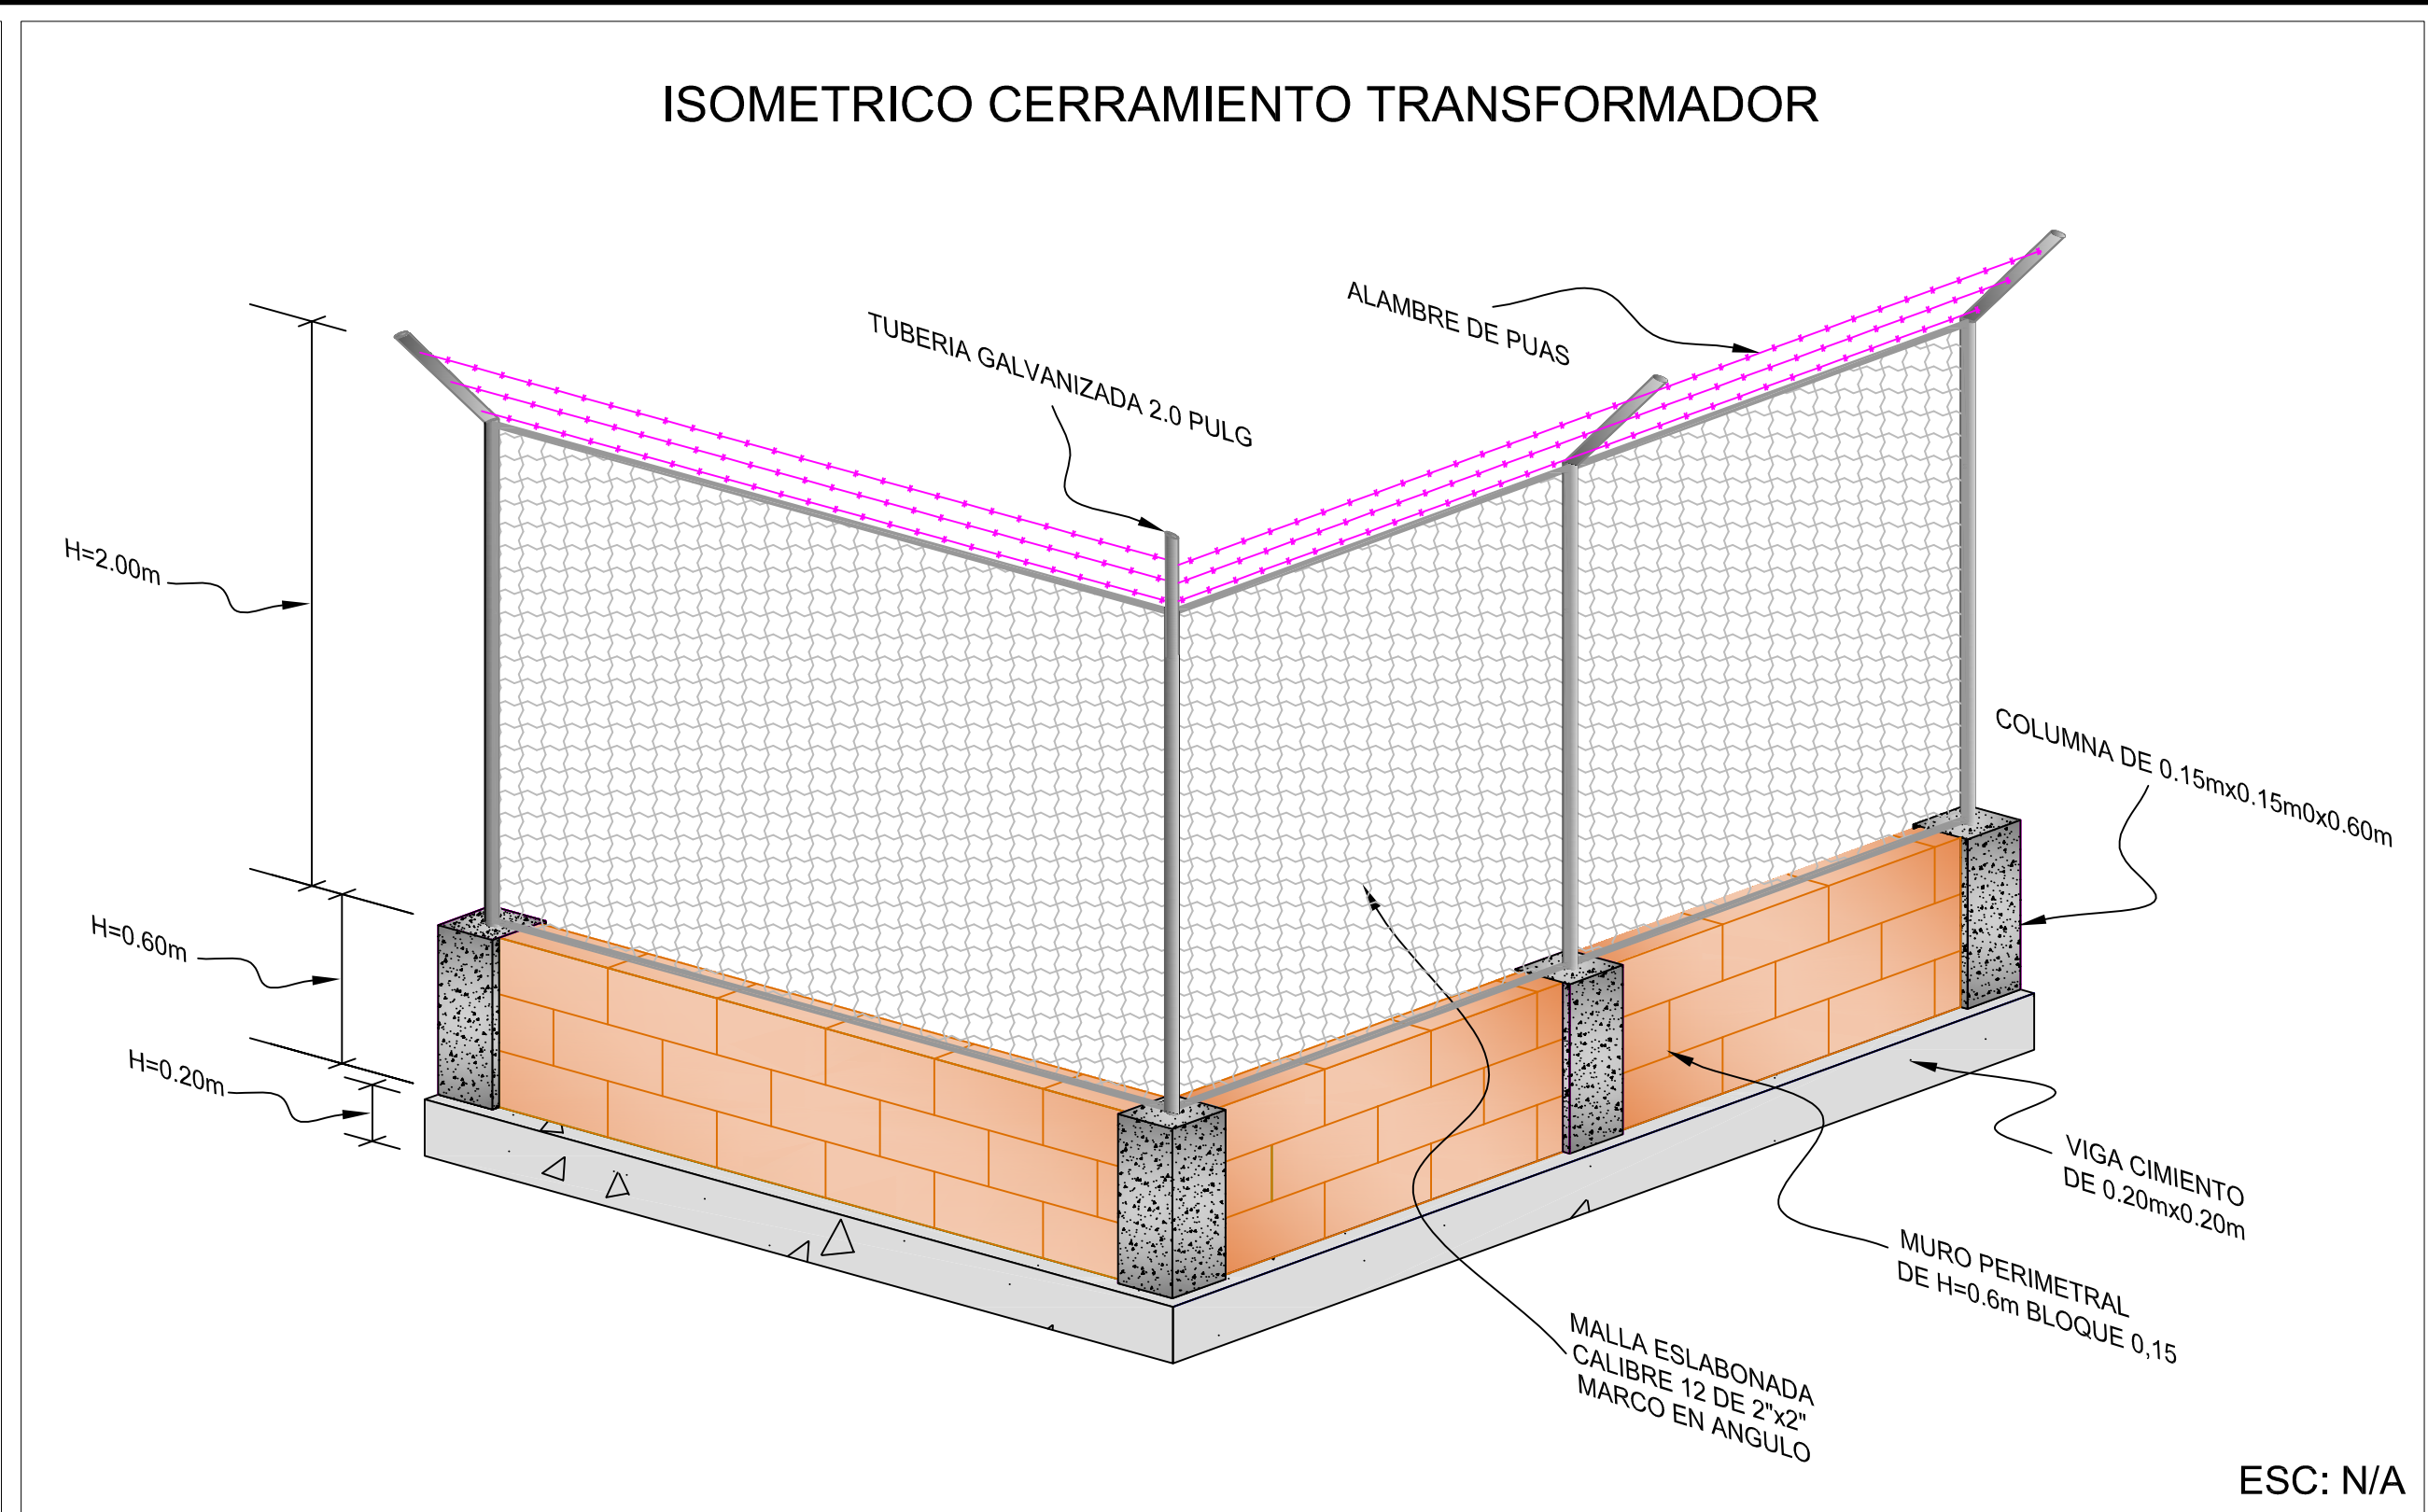 ISOMETRICO CERRAMIENTO TRANSFORMADOR
ALAMBRE DE PUAS
TUBERIA GALVANIZADA 2.0 PULG
H=2.00m
COLUMNA DE 0.15mx0.15m0x0.60m
H=0.60m
H=0.20m
VIGA CIMIENTO
DE 0.20mx0.20m
MURO PERIMETRAL
DE H=0.6m BLOQUE 0,15
MALLA ESLABONADA
CALIBRE 12 DE 2"x2"
MARCO EN ANGULO
ESC: N/A